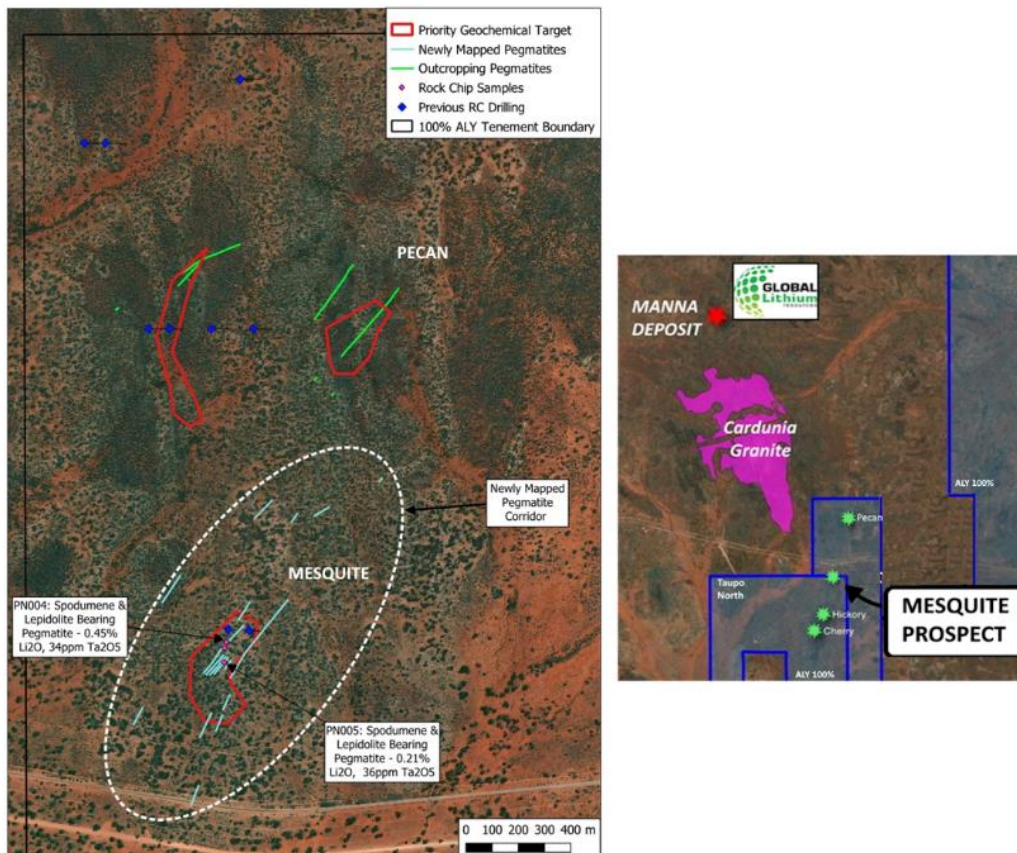 Priority Geochemical Target
Newly Mapped Pegmatites
Outcropping Pegmatites
Rock Chip Samples
Previous RC Drilling
100% ALY Tenement Boundary
PECAN
Newly Mapped
Pegmatite
Corridor
MESQUITE
PN004: Spodumene &
Lepidolite Bearing
Pegmatite - 0.45%
Li2O, 34ppm Ta2O5
PN005: Spodumene &
Lepidolite Bearing
Pegmatite - 0.21%
Li2O, 36ppm Ta2O5
0 100 200 300 400 m
MANNA
DEPOSIT
GLOBAL
Lithium
RESOURCES
Cardunia
Granite
ALY 100%
Pecan
Taupo
North
MESQUITE
PROSPECT
Hickory
Cherry
ALY 100%